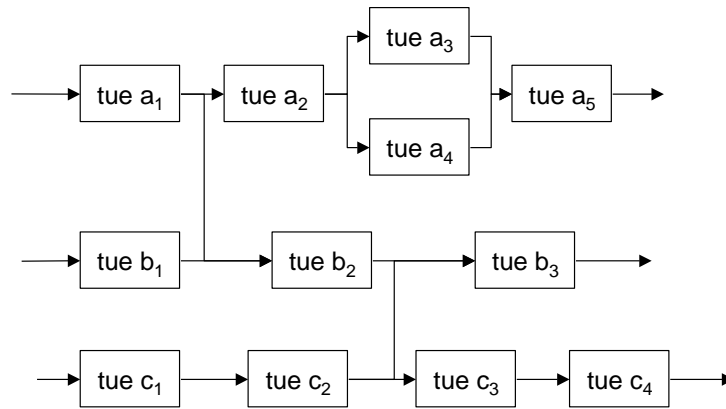 tue a₃
tue a₁ tue a₂ tue a₅
tue a₄
tue b₁ tue b₂ tue b₃
tue c₁ tue c₂ tue c₃ tue c₄